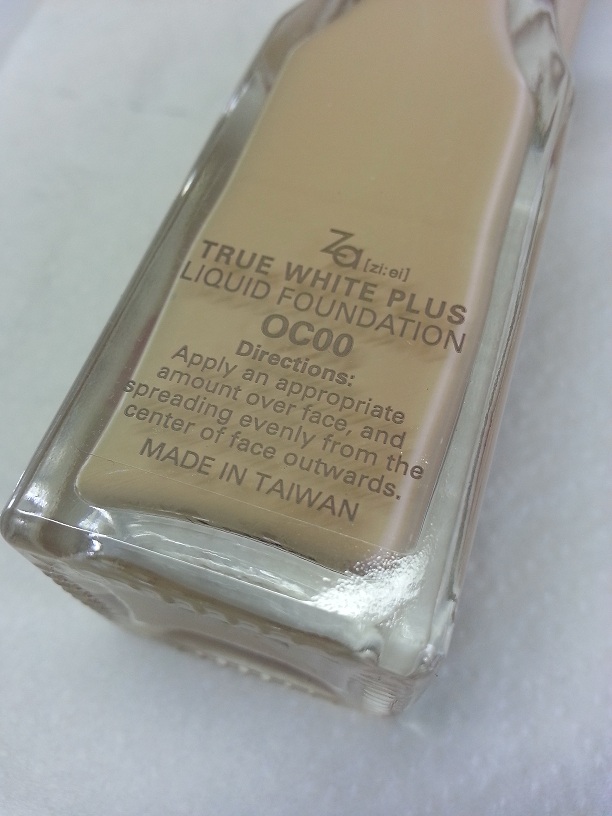 Za [zi:ei]
TRUE WHITE PLUS
LIQUID FOUNDATION
OC00
Directions:
Apply an appropriate
amount over face, and
spreading evenly from the
center of face outwards.
MADE IN TAIWAN